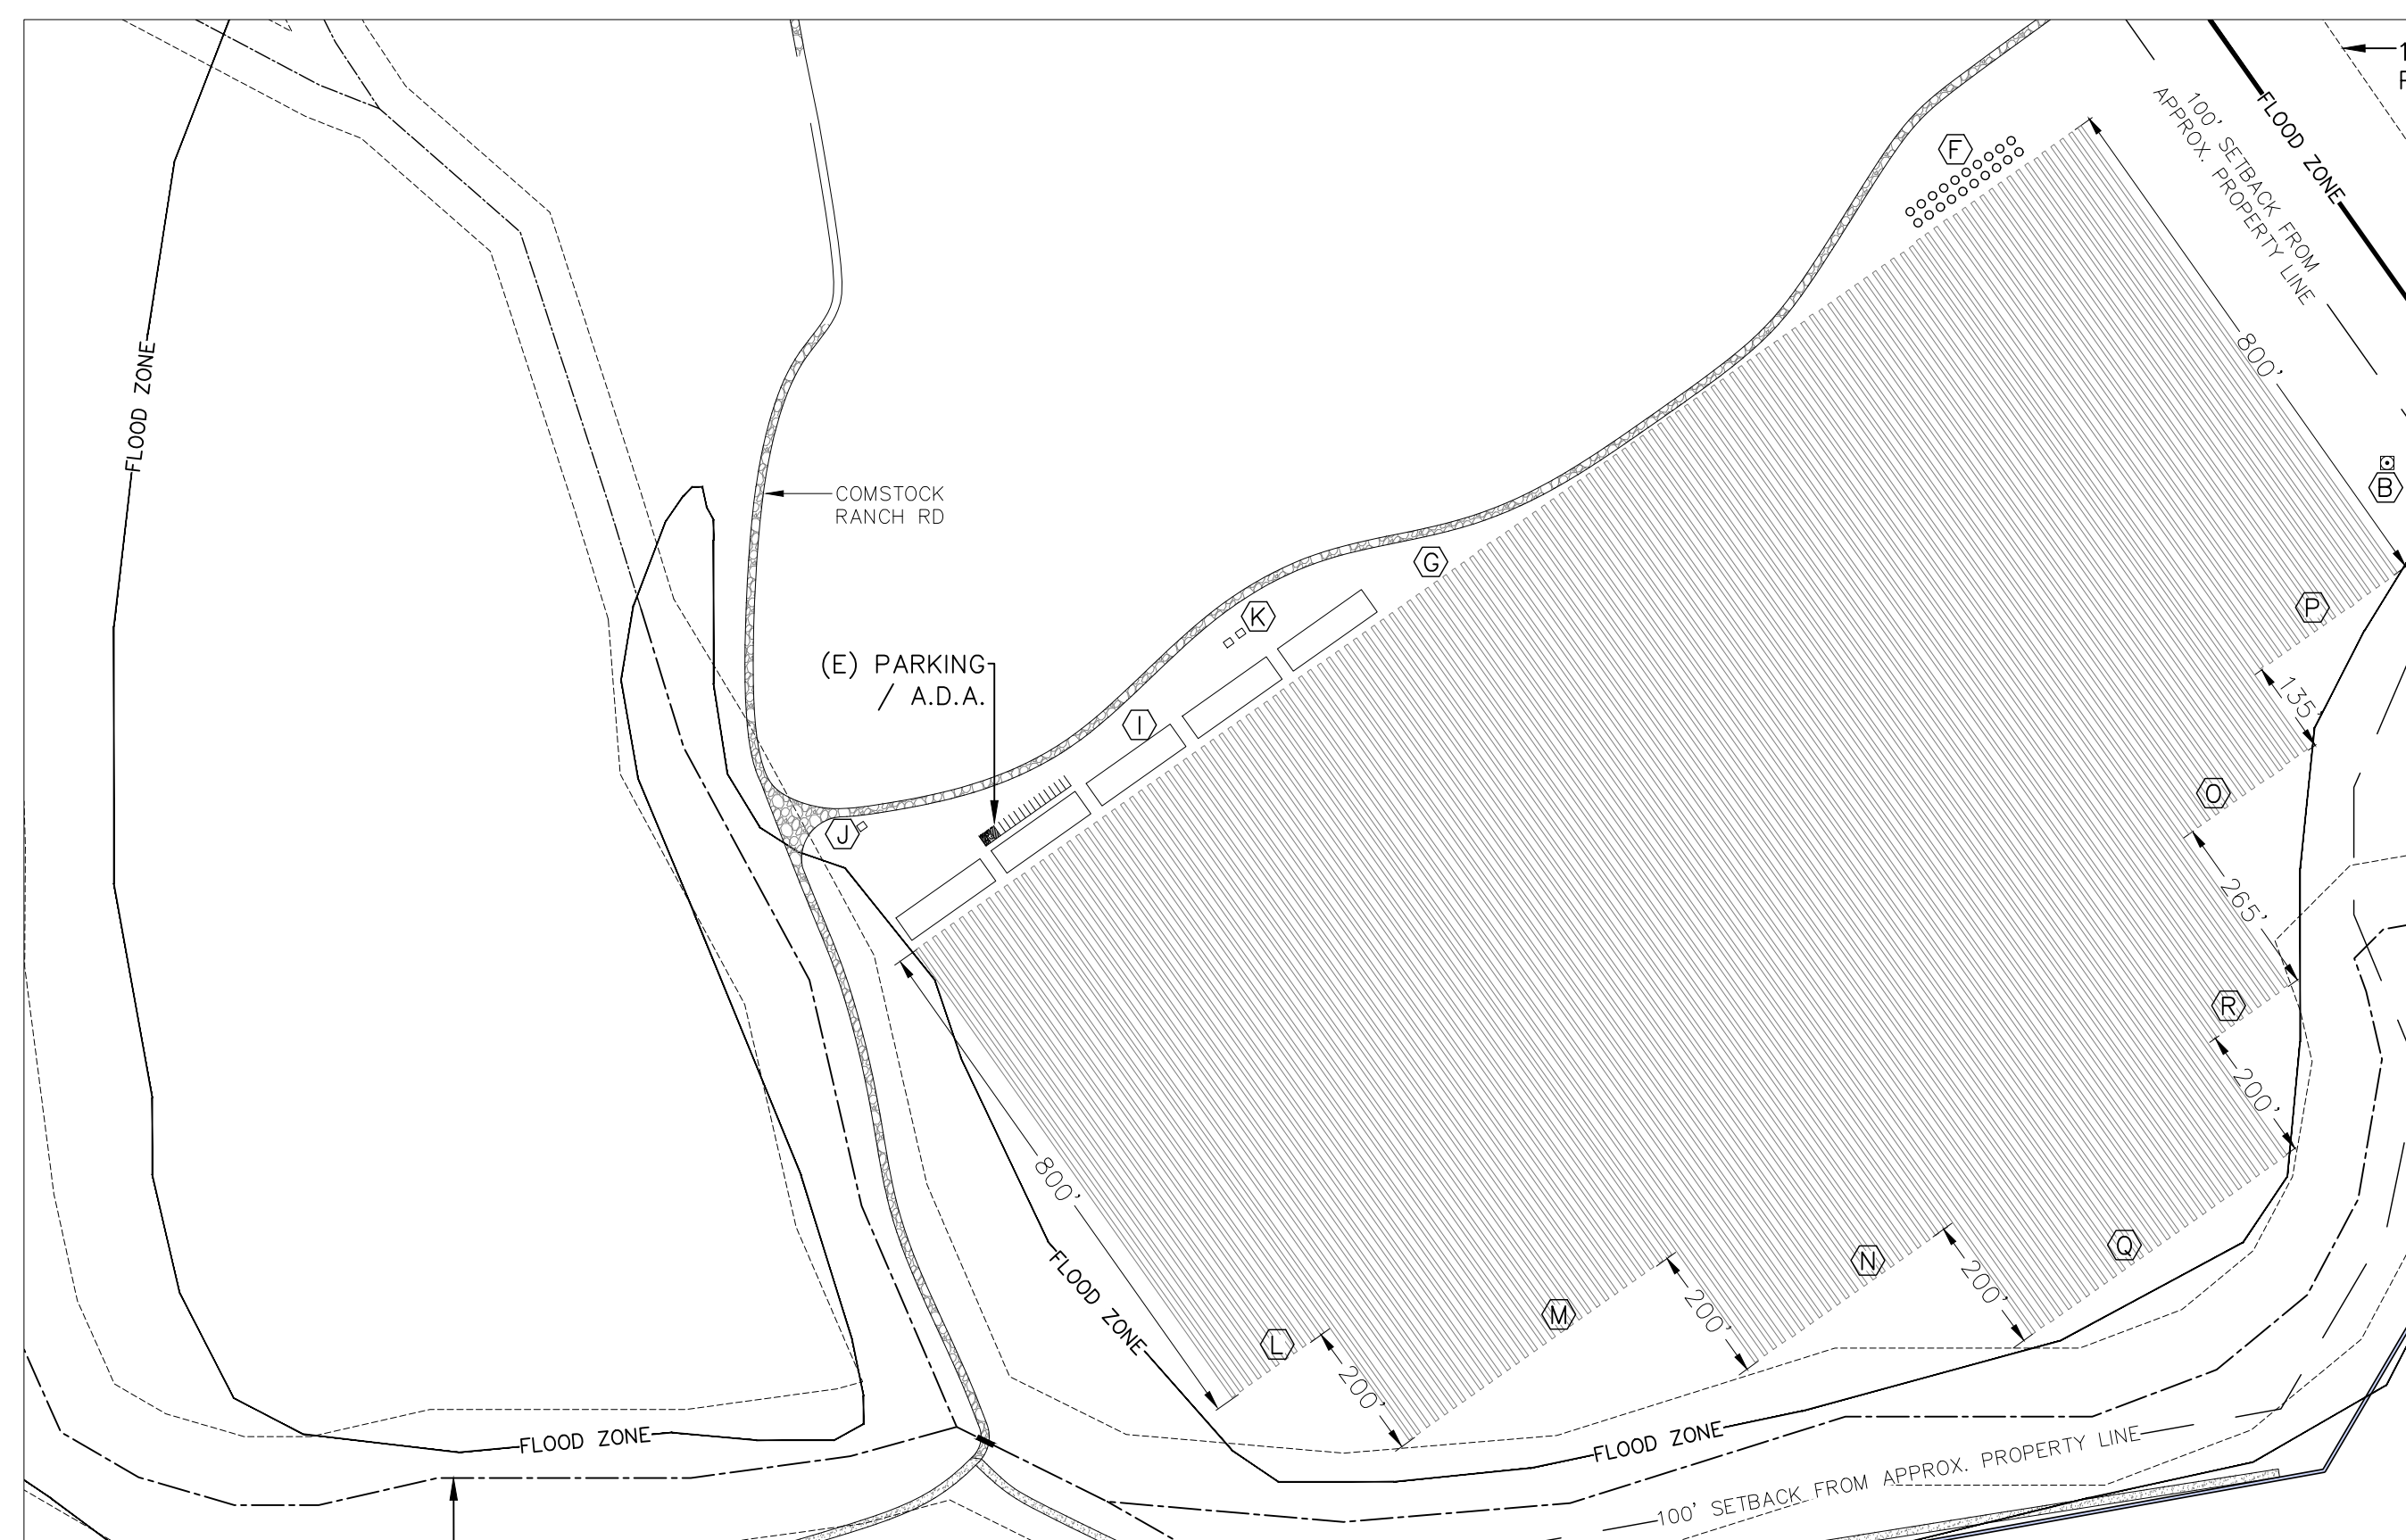 1
F
FLOOD ZONE
100' SETBACK FROM
APPROX. PROPERTY LINE
F
800'
FLOOD ZONE
B
COMSTOCK
RANCH RD
G
K
P
(E) PARKING
/ A.D.A.
135'
I
O
J
265'
R
200'
800'
FLOOD ZONE
Q
N
200'
M
200'
L
200'
FLOOD ZONE
FLOOD ZONE
100' SETBACK FROM APPROX. PROPERTY LINE